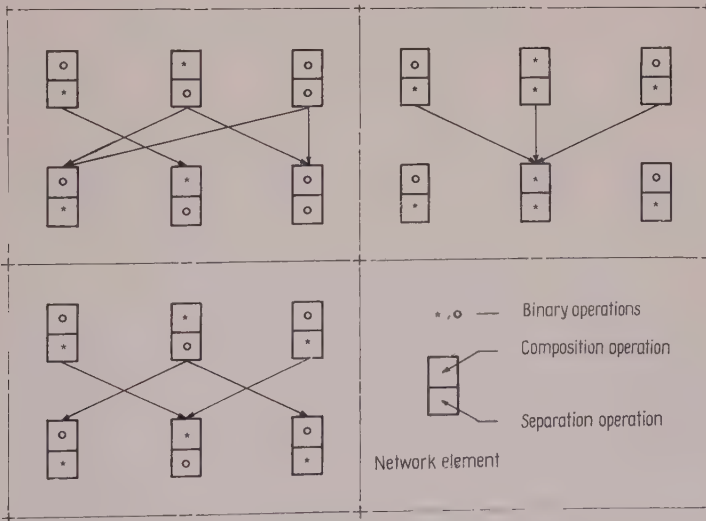 o * o
* o o
o * o
* o o
o * o
* * *
o * o
* * *
o * o
* o *
o * o
* o *
*,o — Binary operations
Composition operation
Separation operation
Network element